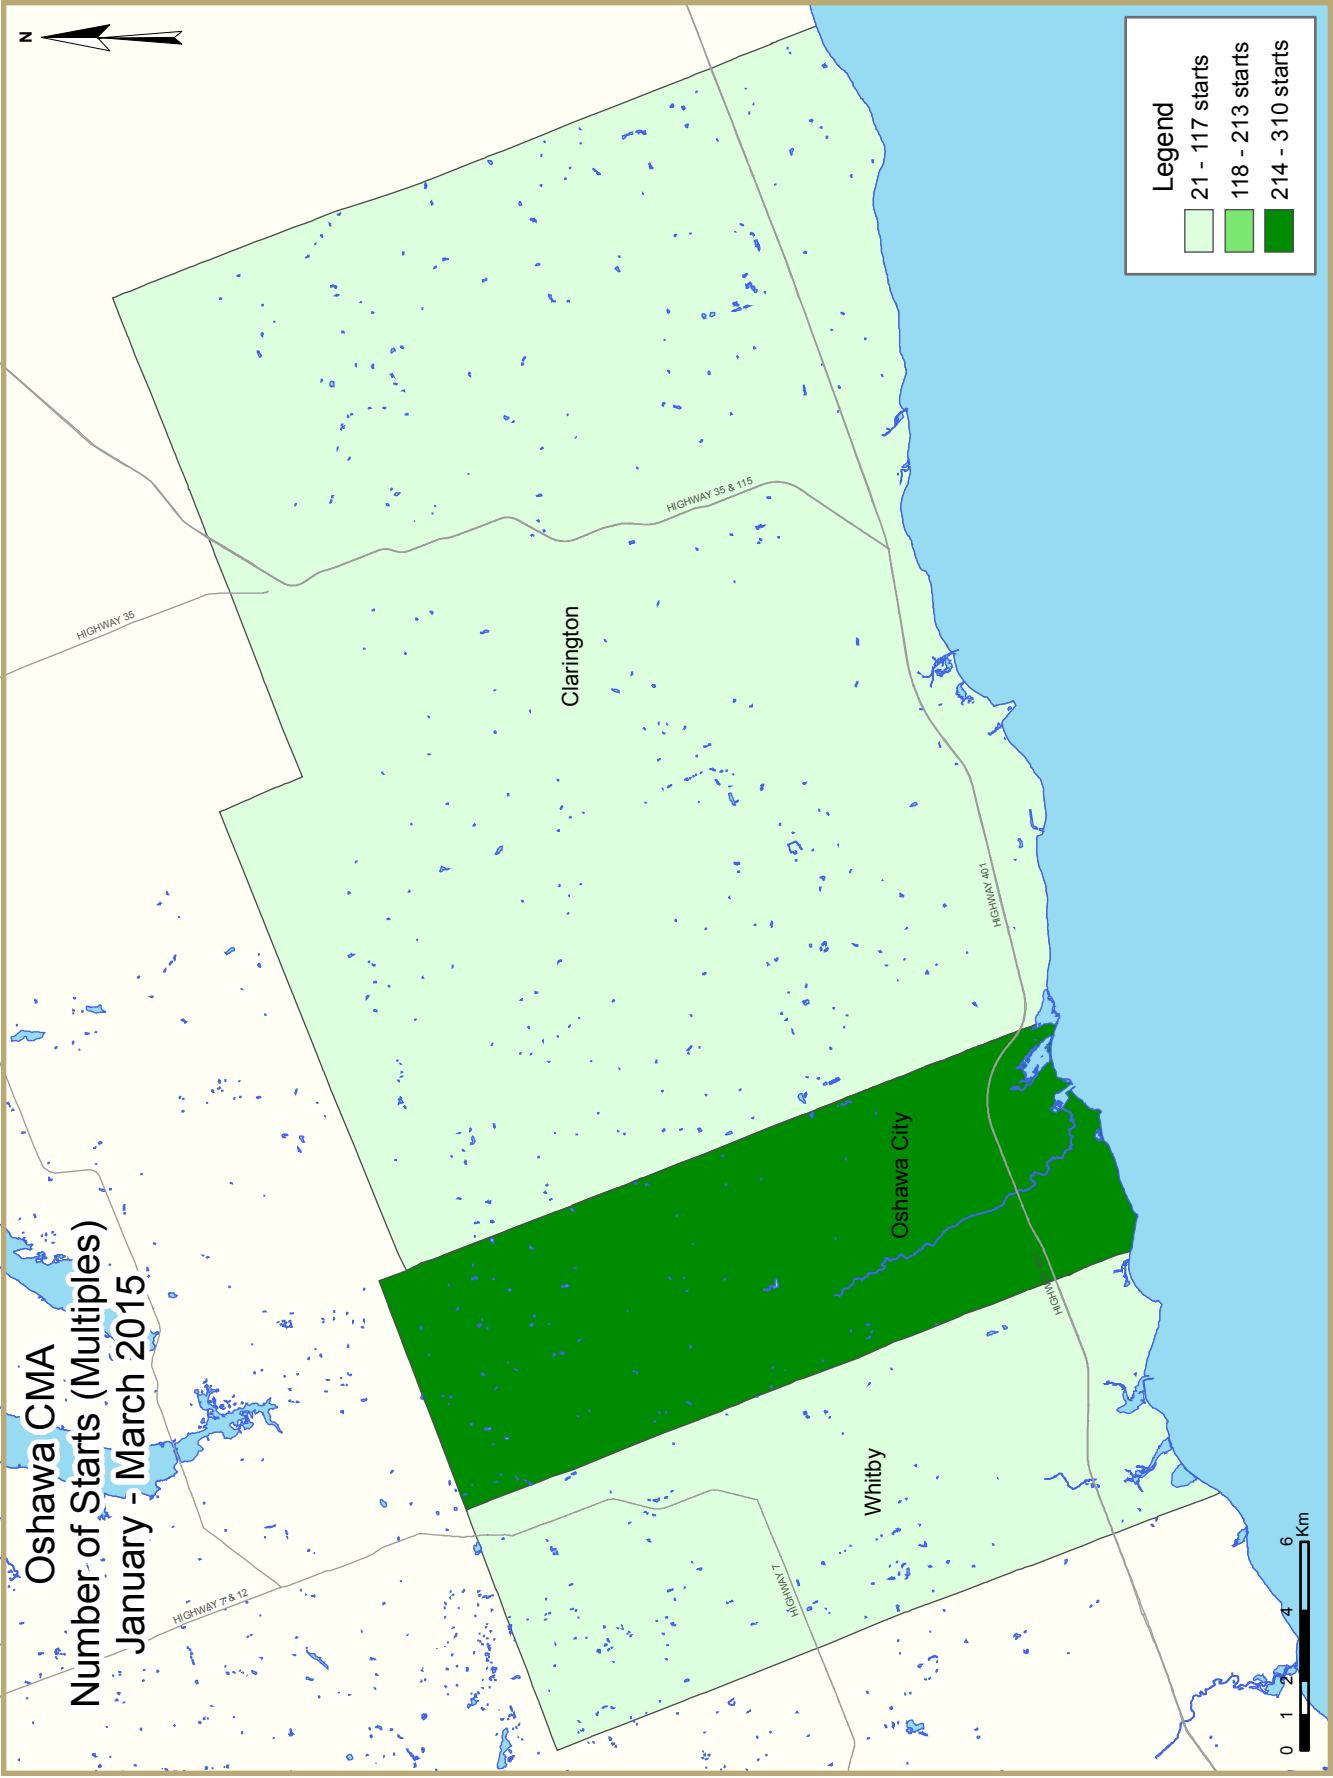 Oshawa CMA
Number of Starts (Multiples)
January - March 2015
N
HIGHWAY 7 & 12
HIGHWAY 35
HIGHWAY 35 & 115
Clarington
HIGHWAY 401
Oshawa City
Whitby
HIGHWAY 7
Legend
21 - 117 starts
118 - 213 starts
214 - 310 starts
0 1 2 4 6
Km